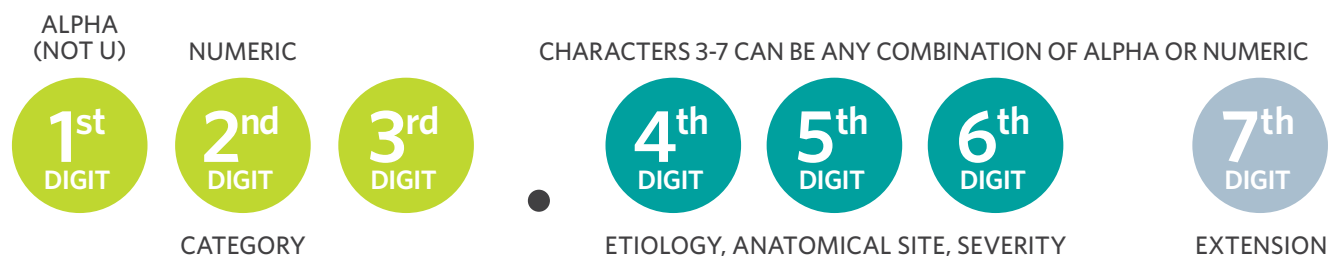 ALPHA
(NOT U)
NUMERIC
CHARACTERS 3-7 CAN BE ANY COMBINATION OF ALPHA OR NUMERIC
1st
DIGIT
2nd
DIGIT
3rd
DIGIT
.
4th
DIGIT
5th
DIGIT
6th
DIGIT
7th
DIGIT
CATEGORY
ETIOLOGY, ANATOMICAL SITE, SEVERITY
EXTENSION